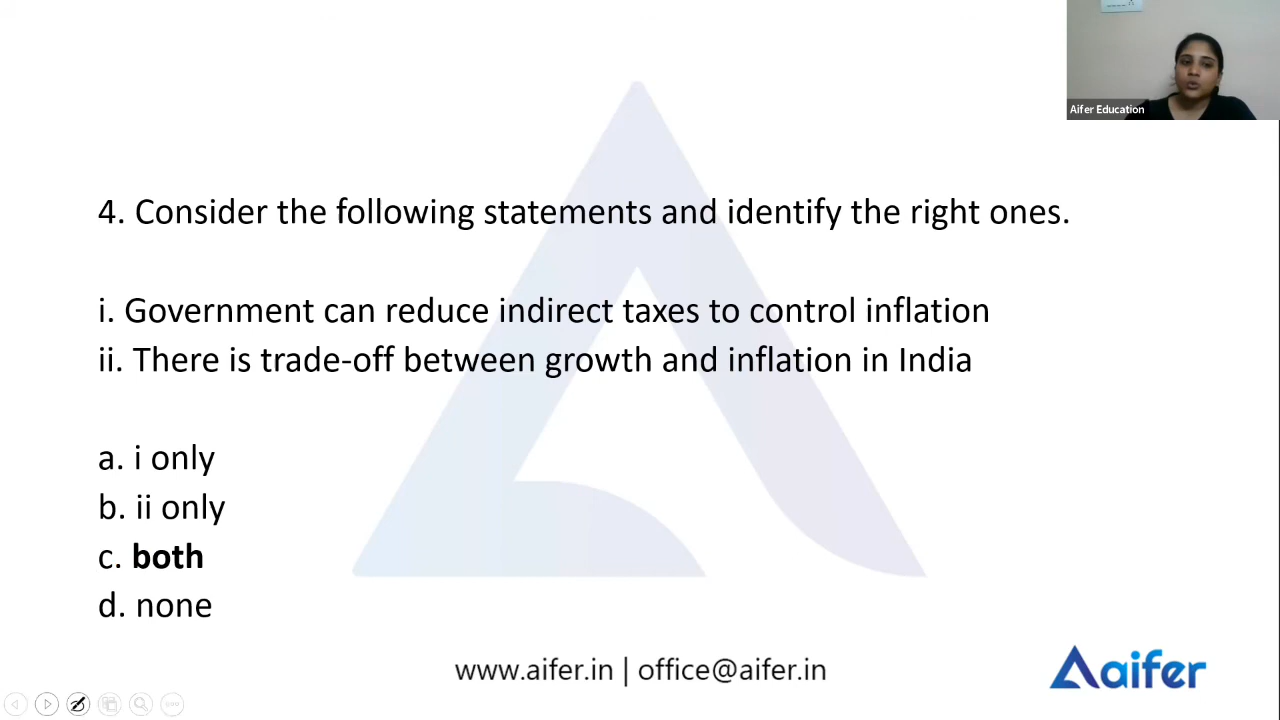 Aifer Education
4. Consider the following statements and identify the right ones.
i. Government can reduce indirect taxes to control inflation
ii. There is trade-off between growth and inflation in India
a. i only
b. ii only
c. both
d. none
www.aifer.in | office@aifer.in
aifer